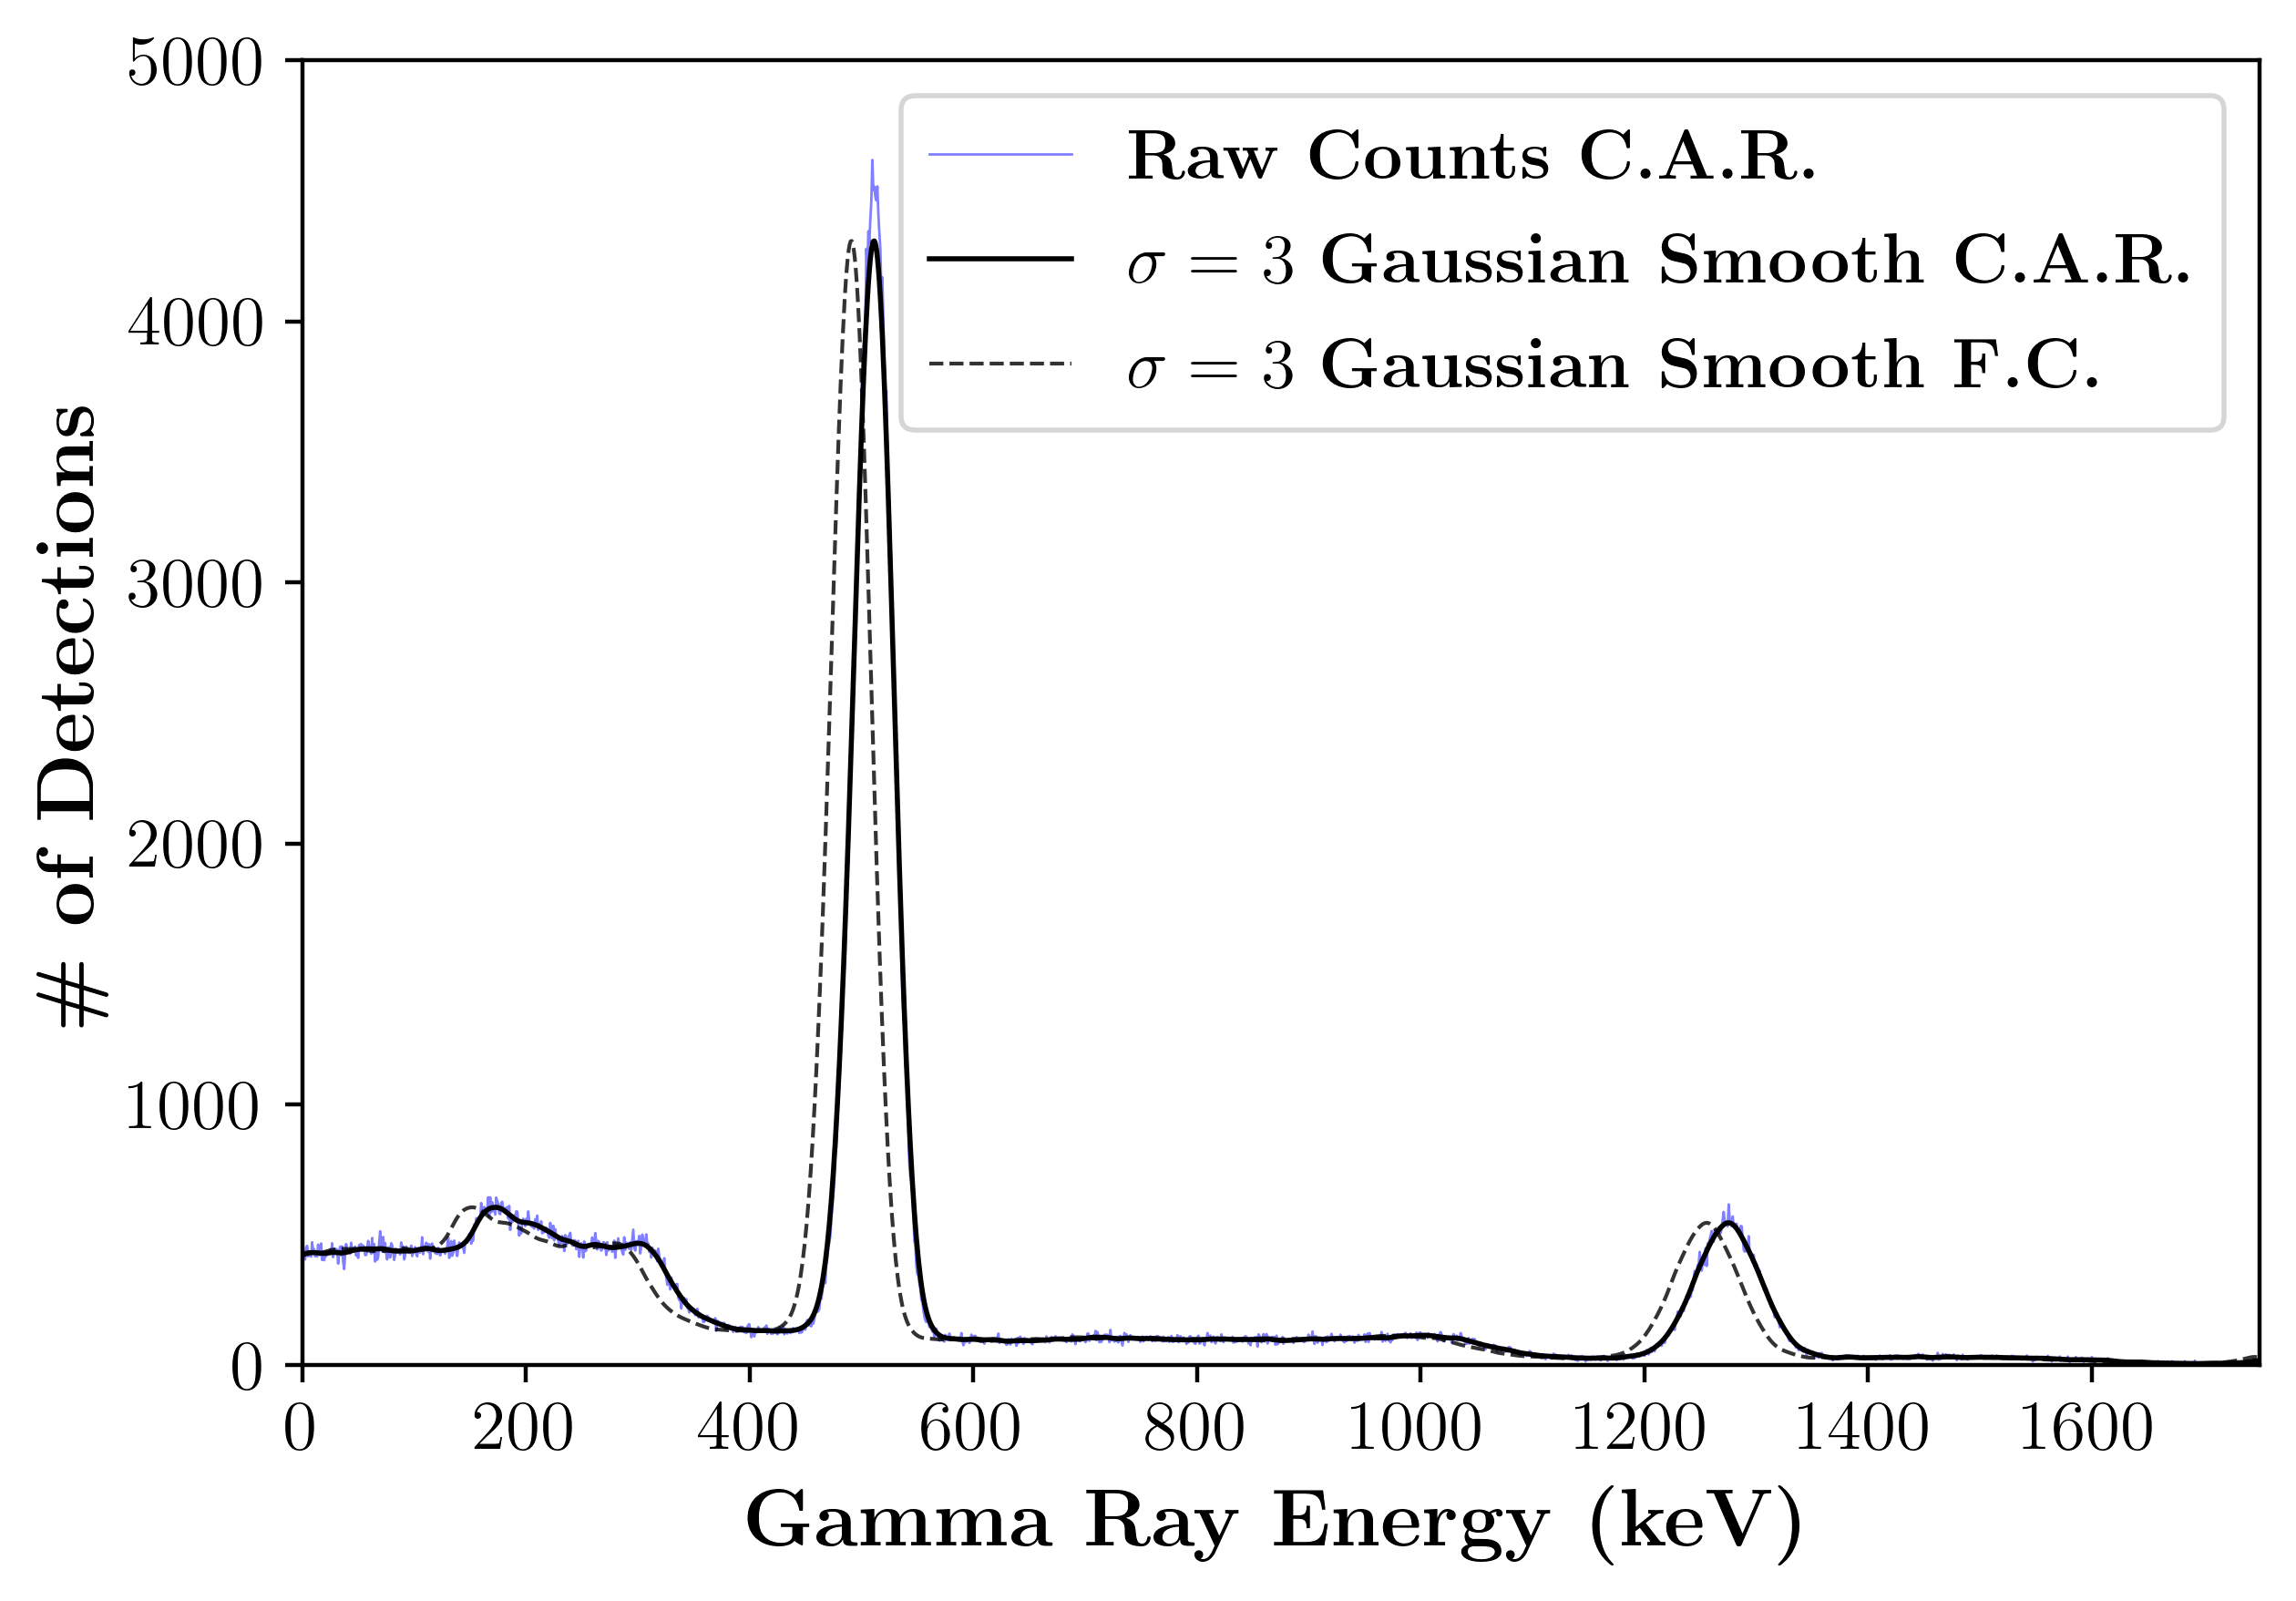 5000
4000
3000
2000
1000
0
# of Detections
Raw Counts C.A.R.
σ = 3 Gaussian Smooth C.A.R.
σ = 3 Gaussian Smooth F.C.
0 200 400 600 800 1000 1200 1400 1600
Gamma Ray Energy (keV)